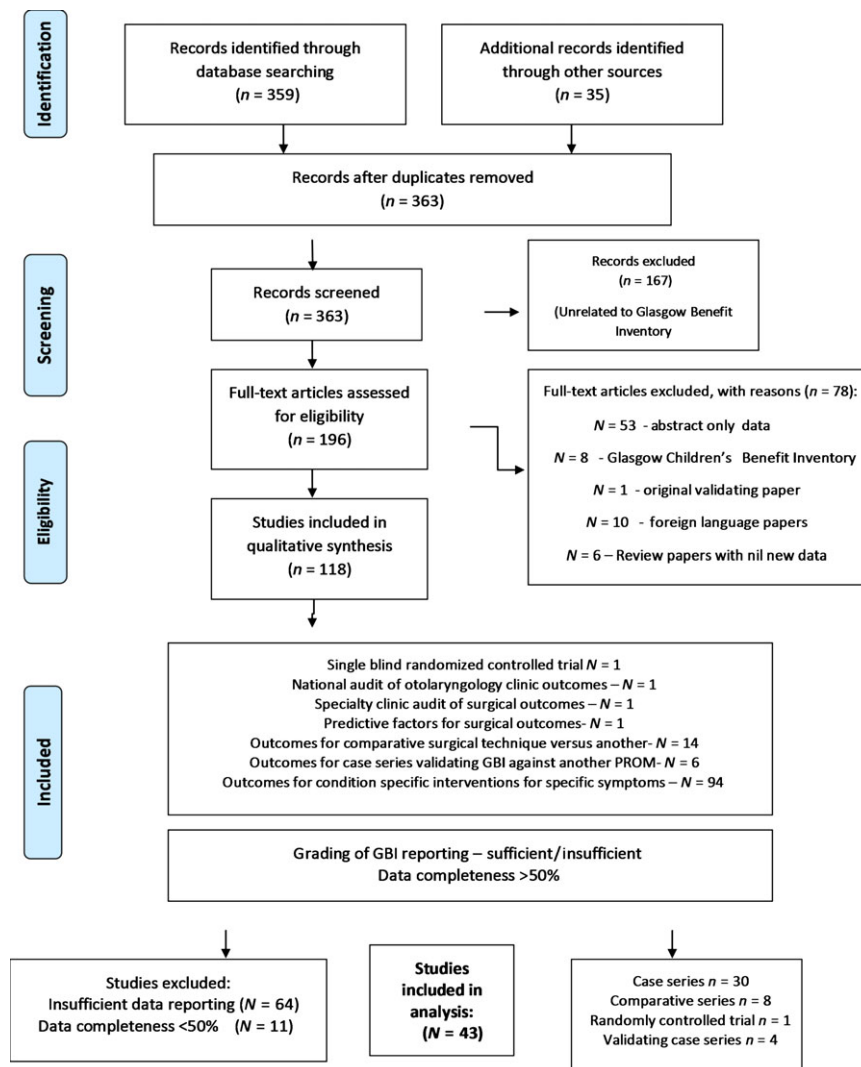 Identification
Records identified through
database searching
(n = 359)
Additional records identified
through other sources
(n = 35)
Records after duplicates removed
(n = 363)
Screening
Records screened
(n = 363)
Records excluded
(n = 167)
(Unrelated to Glasgow Benefit
Inventory
Eligibility
Full-text articles assessed
for eligibility
(n = 196)
Full-text articles excluded, with reasons (n = 78):
N = 53 - abstract only data
N = 8 - Glasgow Children's Benefit Inventory
N = 1 - original validating paper
N = 10 - foreign language papers
N = 6 – Review papers with nil new data
Studies included in
qualitative synthesis
(n = 118)
Included
Single blind randomized controlled trial N = 1
National audit of otolaryngology clinic outcomes – N = 1
Specialty clinic audit of surgical outcomes – N = 1
Predictive factors for surgical outcomes- N = 1
Outcomes for comparative surgical technique versus another- N = 14
Outcomes for case series validating GBI against another PROM- N = 6
Outcomes for condition specific interventions for specific symptoms – N = 94
Grading of GBI reporting – sufficient/insufficient
Data completeness >50%
Studies excluded:
Insufficient data reporting (N = 64)
Data completeness <50% (N = 11)
Studies
included in
analysis:
(N = 43)
Case series n = 30
Comparative series n = 8
Randomly controlled trial n = 1
Validating case series n = 4